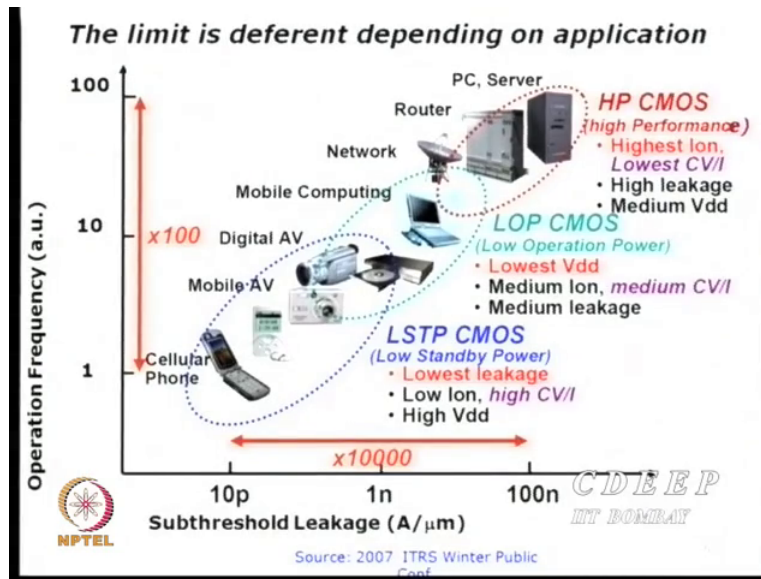 The limit is deferent depending on application
100
10
1
Operation Frequency (a.u.)
x100
PC, Server
Router
Network
Mobile Computing
Digital AV
Mobile AV
Cellular
Phone
HP CMOS
(high Performance)
• Highest Ion,
Lowest CV/I
• High leakage
• Medium Vdd
LOP CMOS
(Low Operation Power)
• Lowest Vdd
• Medium Ion, medium CV/I
• Medium leakage
LSTP CMOS
(Low Standby Power)
• Lowest leakage
• Low Ion, high CV/I
• High Vdd
x10000
10p
1n
100n
Subthreshold Leakage (A/μm)
NPTEL
CDEEP
IIT BOMBAY
Source: 2007 ITRS Winter Public
Conf.